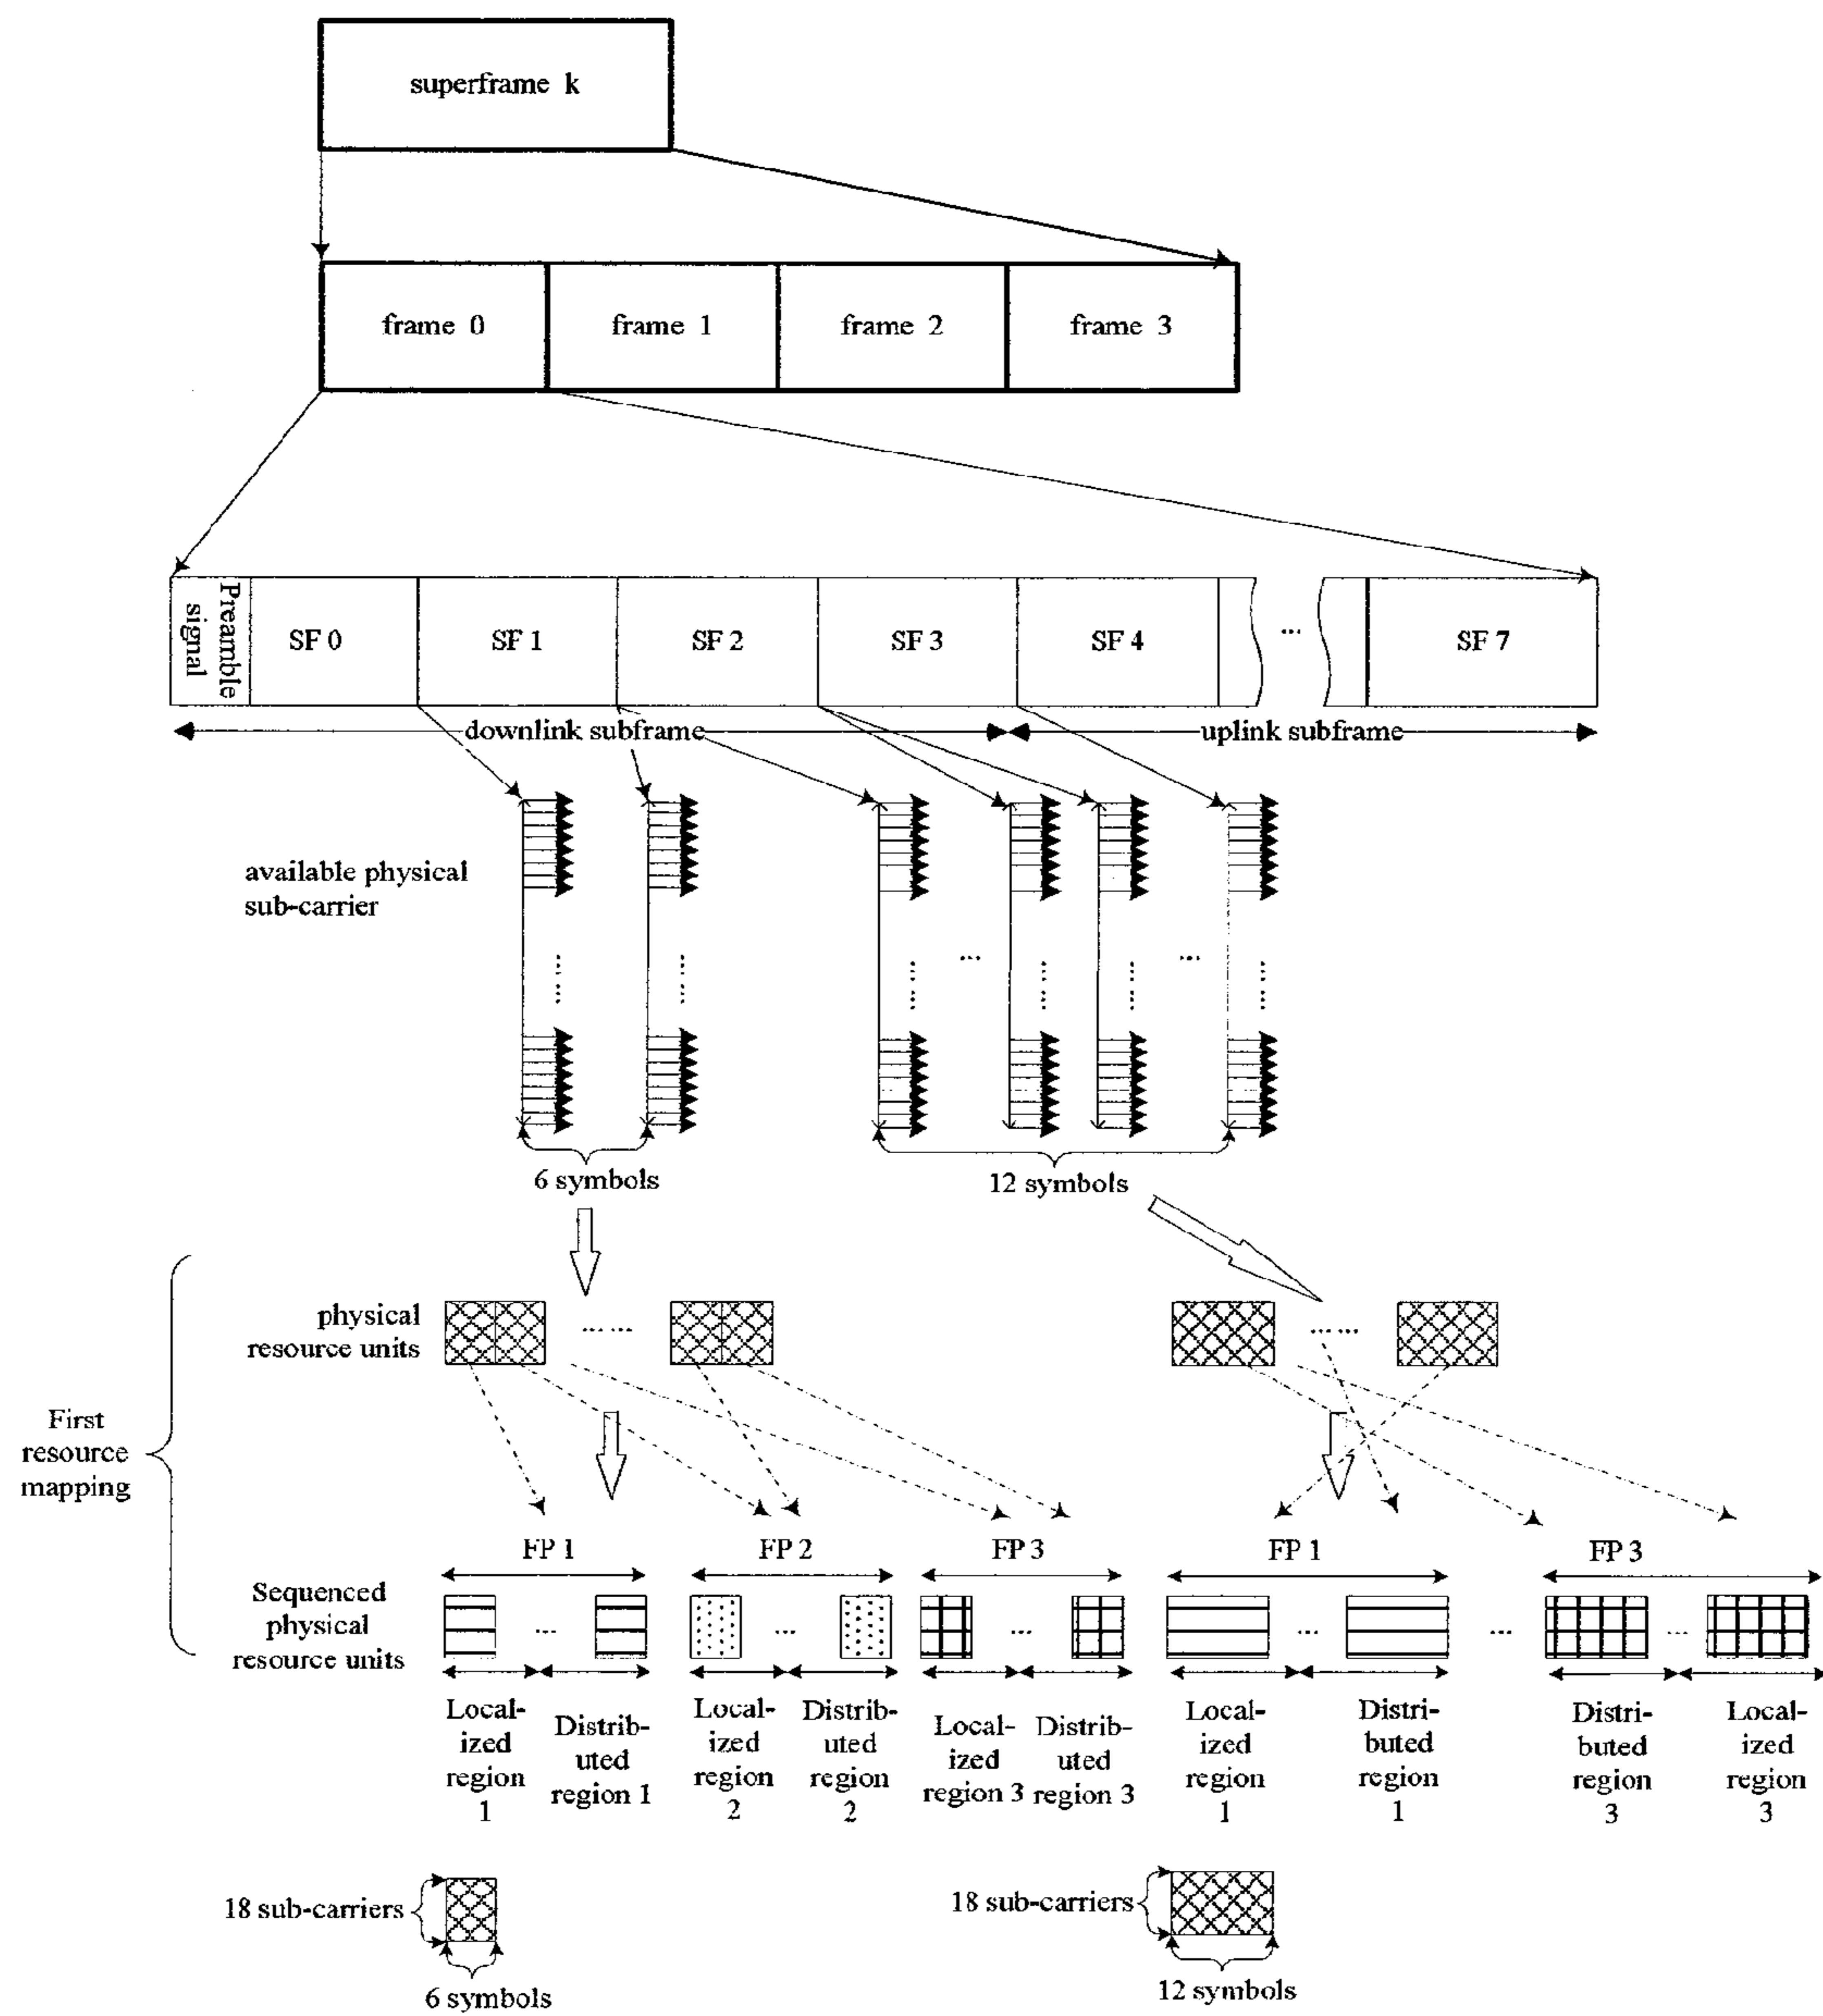 superframe k
frame 0
frame 1
frame 2
frame 3
Preamble
signal
SF 0
SF 1
SF 2
SF 3
SF 4
...
SF 7
downlink subframe
uplink subframe
available physical
sub-carrier
...
...
6 symbols
12 symbols
First
resource
mapping
physical
resource units
... ...
... ...
FP 1
FP 2
FP 3
FP 1
FP 3
Sequenced
physical
resource units
...
...
...
...
...
...
Local-
ized
region
1
Distrib-
uted
region 1
Local-
ized
region
2
Distrib-
uted
region
2
Local-
ized
region 3
Distrib-
uted
region 3
Local-
ized
region
1
Distri-
buted
region
1
Distri-
buted
region
3
Local-
ized
region
3
18 sub-carriers
6 symbols
18 sub-carriers
12 symbols